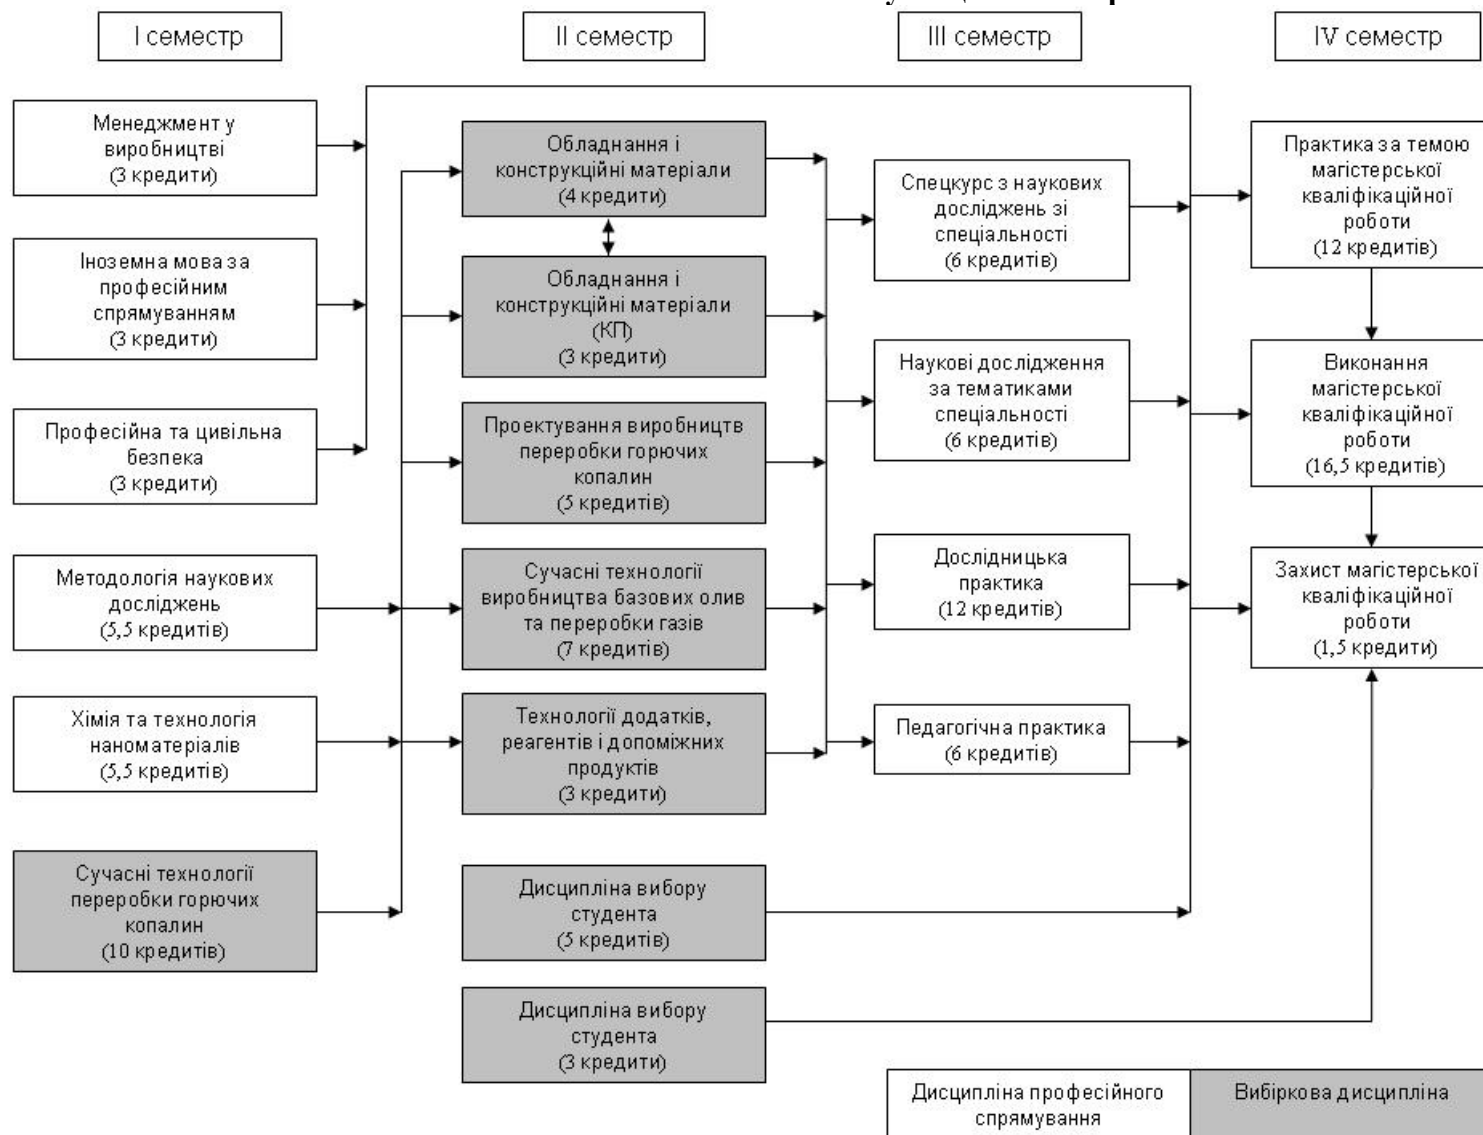 І семестр
ІІ семестр
ІІІ семестр
IV семестр
Менеджмент у
виробництві
(3 кредити)
Іноземна мова за
професійним
спрямуванням
(3 кредити)
Професійна та цивільна
безпека
(3 кредити)
Методологія наукових
досліджень
(5,5 кредитів)
Хімія та технологія
наноматеріалів
(5,5 кредитів)
Сучасні технології
переробки горючих
копалин
(10 кредитів)
Обладнання і
конструкційні матеріали
(4 кредити)
Обладнання і
конструкційні матеріали
(КП)
(3 кредити)
Проектування виробництв
переробки горючих
копалин
(5 кредитів)
Сучасні технології
виробництва базових олив
та переробки газів
(7 кредитів)
Технології додатків,
реагентів і допоміжних
продуктів
(3 кредити)
Дисципліна вибору
студента
(5 кредитів)
Дисципліна вибору
студента
(3 кредити)
Спецкурс з наукових
досліджень зі
спеціальності
(6 кредитів)
Наукові дослідження
за тематиками
спеціальності
(6 кредитів)
Дослідницька
практика
(12 кредитів)
Педагогічна практика
(6 кредитів)
Практика за темою
магістерської
кваліфікаційної
роботи
(12 кредитів)
Виконання
магістерської
кваліфікаційної
роботи
(16,5 кредитів)
Захист магістерської
кваліфікаційної
роботи
(1,5 кредити)
Дисципліна професійного
спрямування
Вибіркова дисципліна